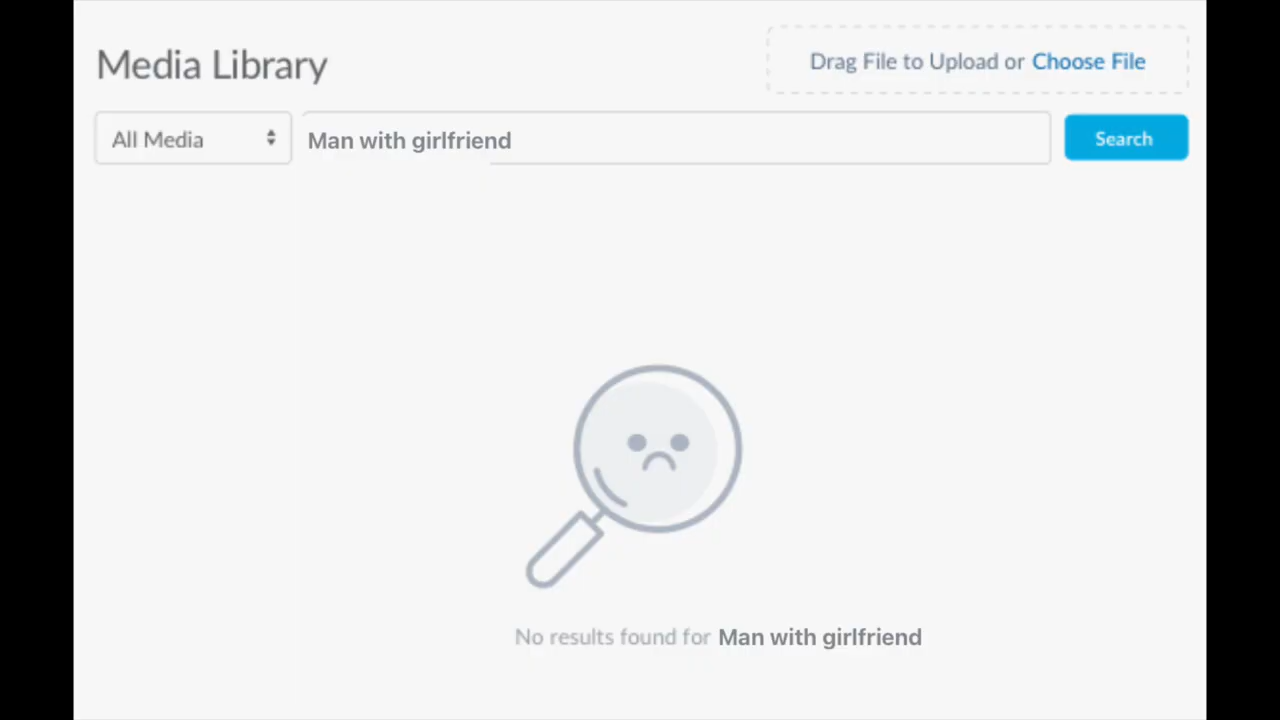 Media Library
Drag File to Upload or Choose File
All Media
Man with girlfriend
Search
No results found for Man with girlfriend